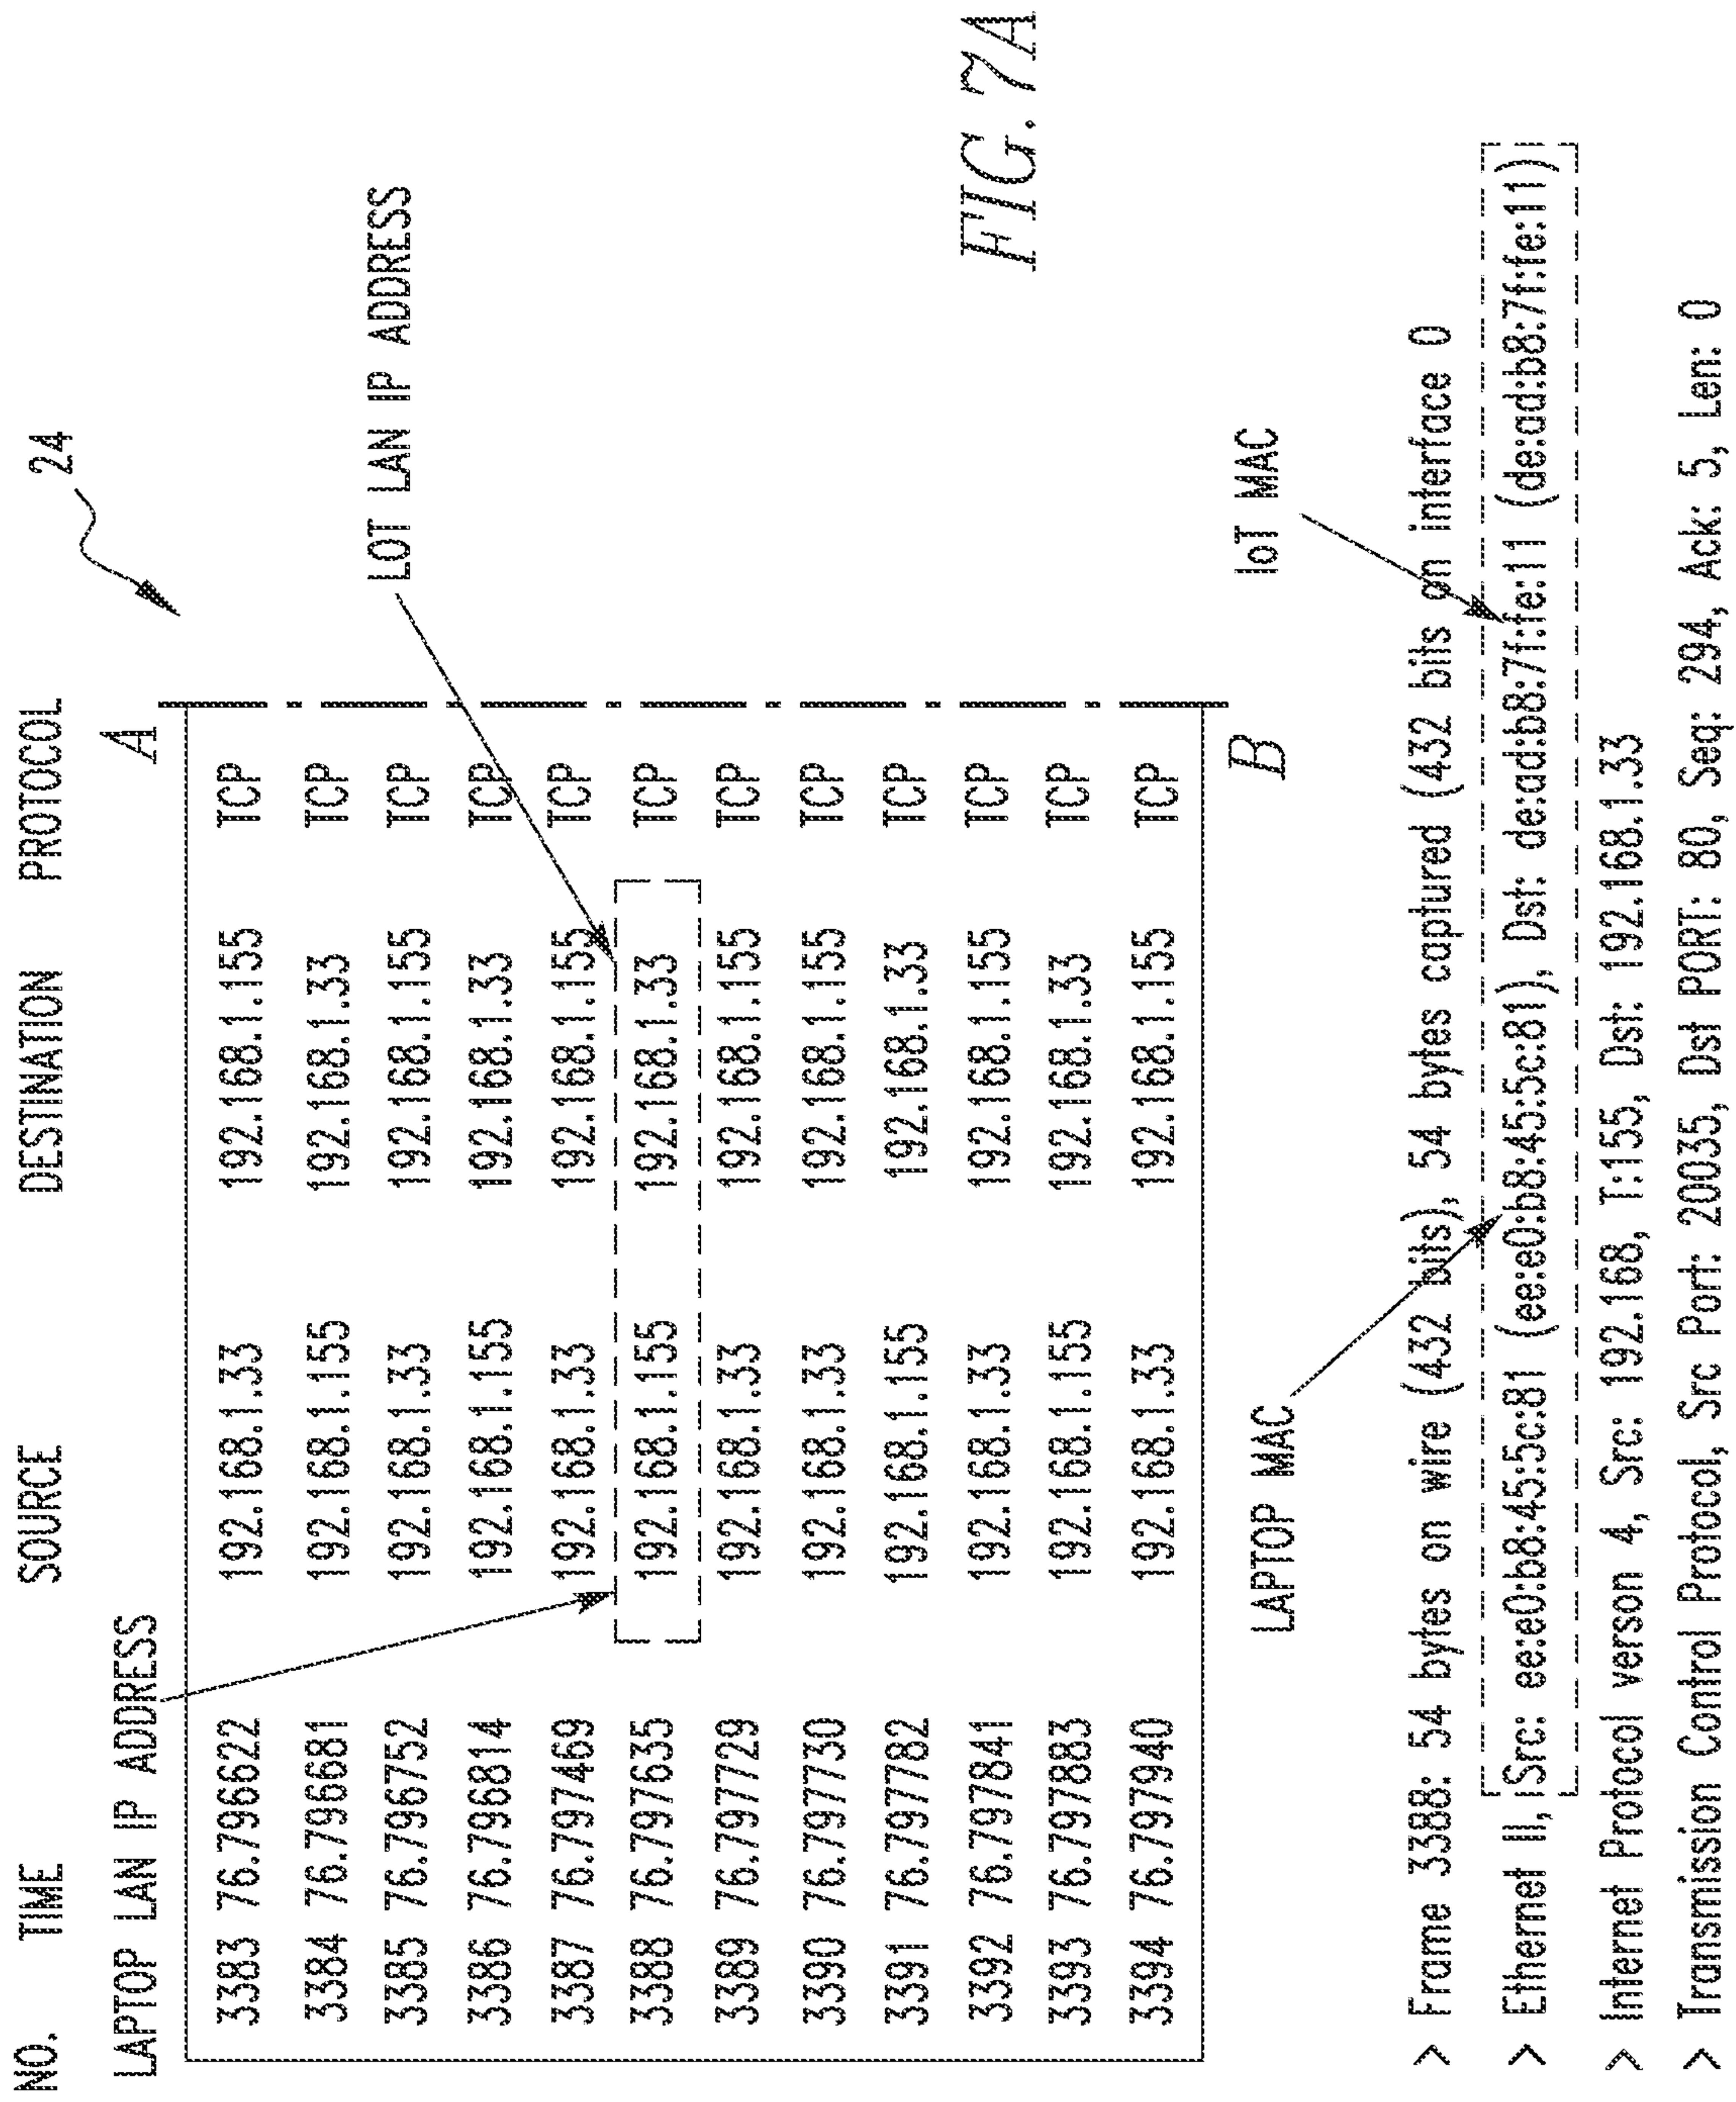 24
NO. TIME SOURCE DESTINATION PROTOCOL
LAPTOP LAN IP ADDRESS
A
3383 76.796622 192.168.1.33 192.168.1.155 TCP
3384 76.796681 192.168.1.155 192.168.1.33 TCP
3385 76.796752 192.168.1.33 192.168.1.155 TCP
3386 76.796814 192.168.1.155 192.168.1.33 TCP
3387 76.797469 192.168.1.33 192.168.1.155 TCP
3388 76.797635 192.168.1.155 192.168.1.33 TCP
3389 76.797729 192.168.1.33 192.168.1.155 TCP
3390 76.797730 192.168.1.33 192.168.1.155 TCP
3391 76.797782 192.168.1.155 192.168.1.33 TCP
3392 76.797841 192.168.1.33 192.168.1.155 TCP
3393 76.797883 192.168.1.155 192.168.1.33 TCP
3394 76.797940 192.168.1.33 192.168.1.155 TCP
LOT LAN IP ADDRESS
B
LAPTOP MAC
IoT MAC
> Frame 3388: 54 bytes on wire (432 bits), 54 bytes captured (432 bits on interface 0
> Ethernet II, Src: ee:e0:b8:45:5c:81 (ee:e0:b8:45:5c:81), Dst: de:ad:b8:7f:fe:11 (de:ad:b8:7f:fe:11)
> Internet Protocol verson 4, Src: 192.168, T:155, Dst: 192.168.1.33
> Transmission Control Protocol, Src Port: 20035, Dst PORT: 80, Seq: 294, Ack: 5, Len: 0
FIG. 7A